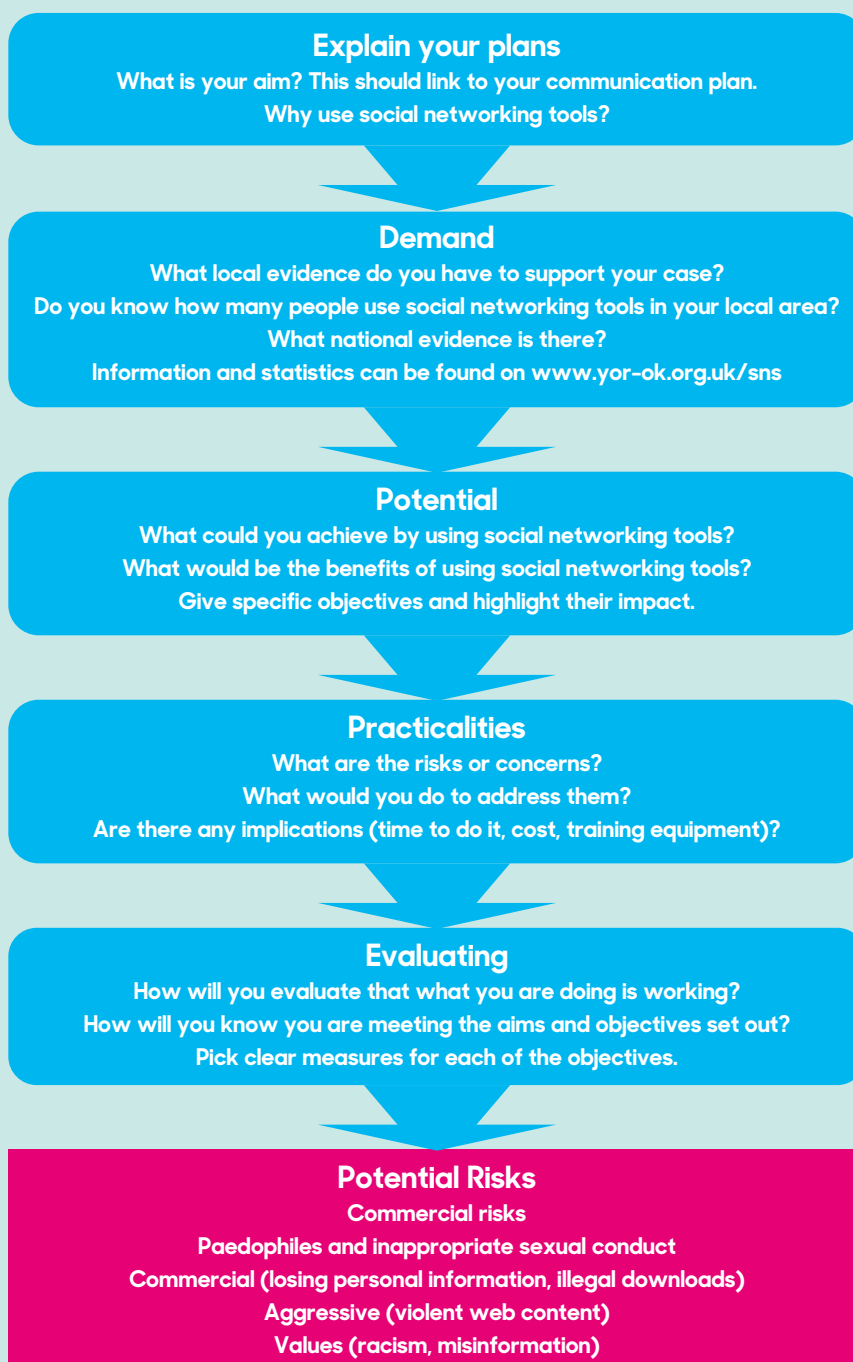 Explain your plans
What is your aim? This should link to your communication plan.
Why use social networking tools?
Demand
What local evidence do you have to support your case?
Do you know how many people use social networking tools in your local area?
What national evidence is there?
Information and statistics can be found on www.yor-ok.org.uk/sns
Potential
What could you achieve by using social networking tools?
What would be the benefits of using social networking tools?
Give specific objectives and highlight their impact.
Practicalities
What are the risks or concerns?
What would you do to address them?
Are there any implications (time to do it, cost, training equipment)?
Evaluating
How will you evaluate that what you are doing is working?
How will you know you are meeting the aims and objectives set out?
Pick clear measures for each of the objectives.
Potential Risks
Commercial risks
Paedophiles and inappropriate sexual conduct
Commercial (losing personal information, illegal downloads)
Aggressive (violent web content)
Values (racism, misinformation)